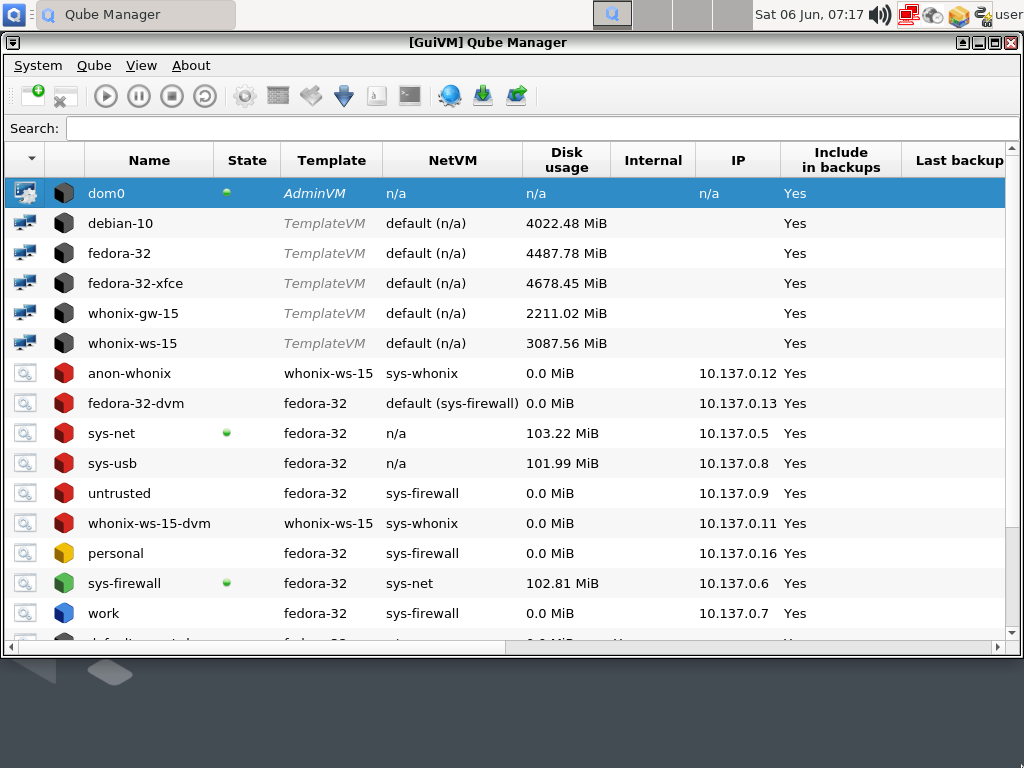 Qube Manager
Sat 06 Jun, 07:17
user
[GuiVM] Qube Manager
System Qube View About
Search:
Name State Template NetVM Disk usage Internal IP Include in backups Last backup
dom0 AdminVM n/a n/a n/a Yes
debian-10 TemplateVM default (n/a) 4022.48 MiB Yes
fedora-32 TemplateVM default (n/a) 4487.78 MiB Yes
fedora-32-xfce TemplateVM default (n/a) 4678.45 MiB Yes
whonix-gw-15 TemplateVM default (n/a) 2211.02 MiB Yes
whonix-ws-15 TemplateVM default (n/a) 3087.56 MiB Yes
anon-whonix whonix-ws-15 sys-whonix 0.0 MiB 10.137.0.12 Yes
fedora-32-dvm fedora-32 default (sys-firewall) 0.0 MiB 10.137.0.13 Yes
sys-net fedora-32 n/a 103.22 MiB 10.137.0.5 Yes
sys-usb fedora-32 n/a 101.99 MiB 10.137.0.8 Yes
untrusted fedora-32 sys-firewall 0.0 MiB 10.137.0.9 Yes
whonix-ws-15-dvm whonix-ws-15 sys-whonix 0.0 MiB 10.137.0.11 Yes
personal fedora-32 sys-firewall 0.0 MiB 10.137.0.16 Yes
sys-firewall fedora-32 sys-net 102.81 MiB 10.137.0.6 Yes
work fedora-32 sys-firewall 0.0 MiB 10.137.0.7 Yes